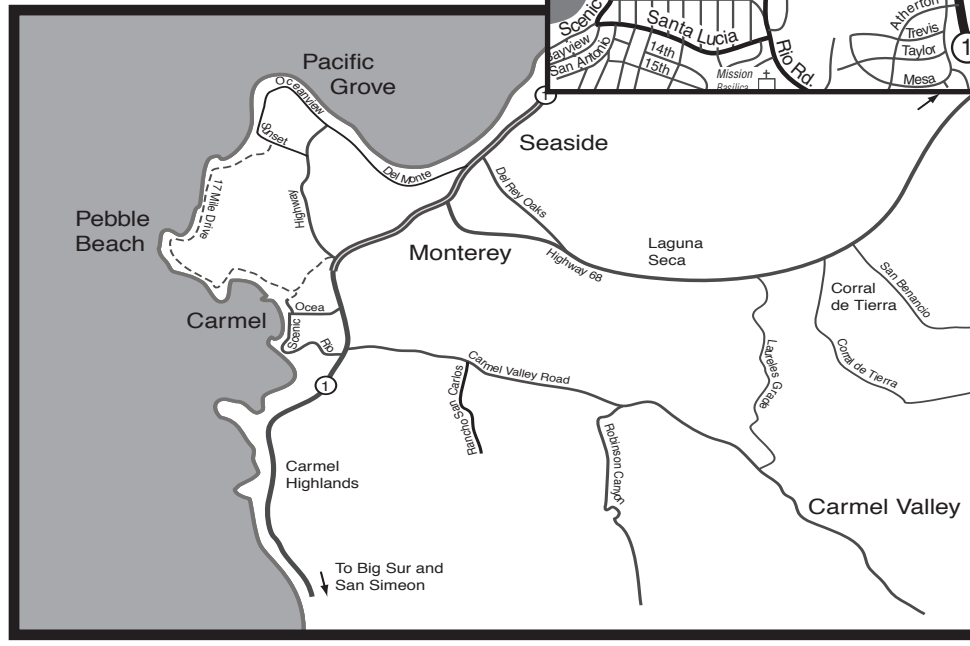 Scenic
Santa Lucia
Bayview
San Antonio
14th
15th
Mission
Basilica
Rio Rd.
Atherton
Trevis
Taylor
Mesa
1
Pacific
Grove
Oceanview
Sunset
1
Seaside
Del Monte
Del Rey Oaks
17 Mile Drive
Highway
Pebble
Beach
Monterey
Highway 68
Laguna
Seca
San Benancio
Corral
de Tierra
Corral de Tierra
Carmel
Ocea
Scenic
Rio
1
Carmel Valley Road
Rancho San Carlos
Laureles Grade
Robinson Canyon
Carmel
Highlands
Carmel Valley
To Big Sur and
San Simeon